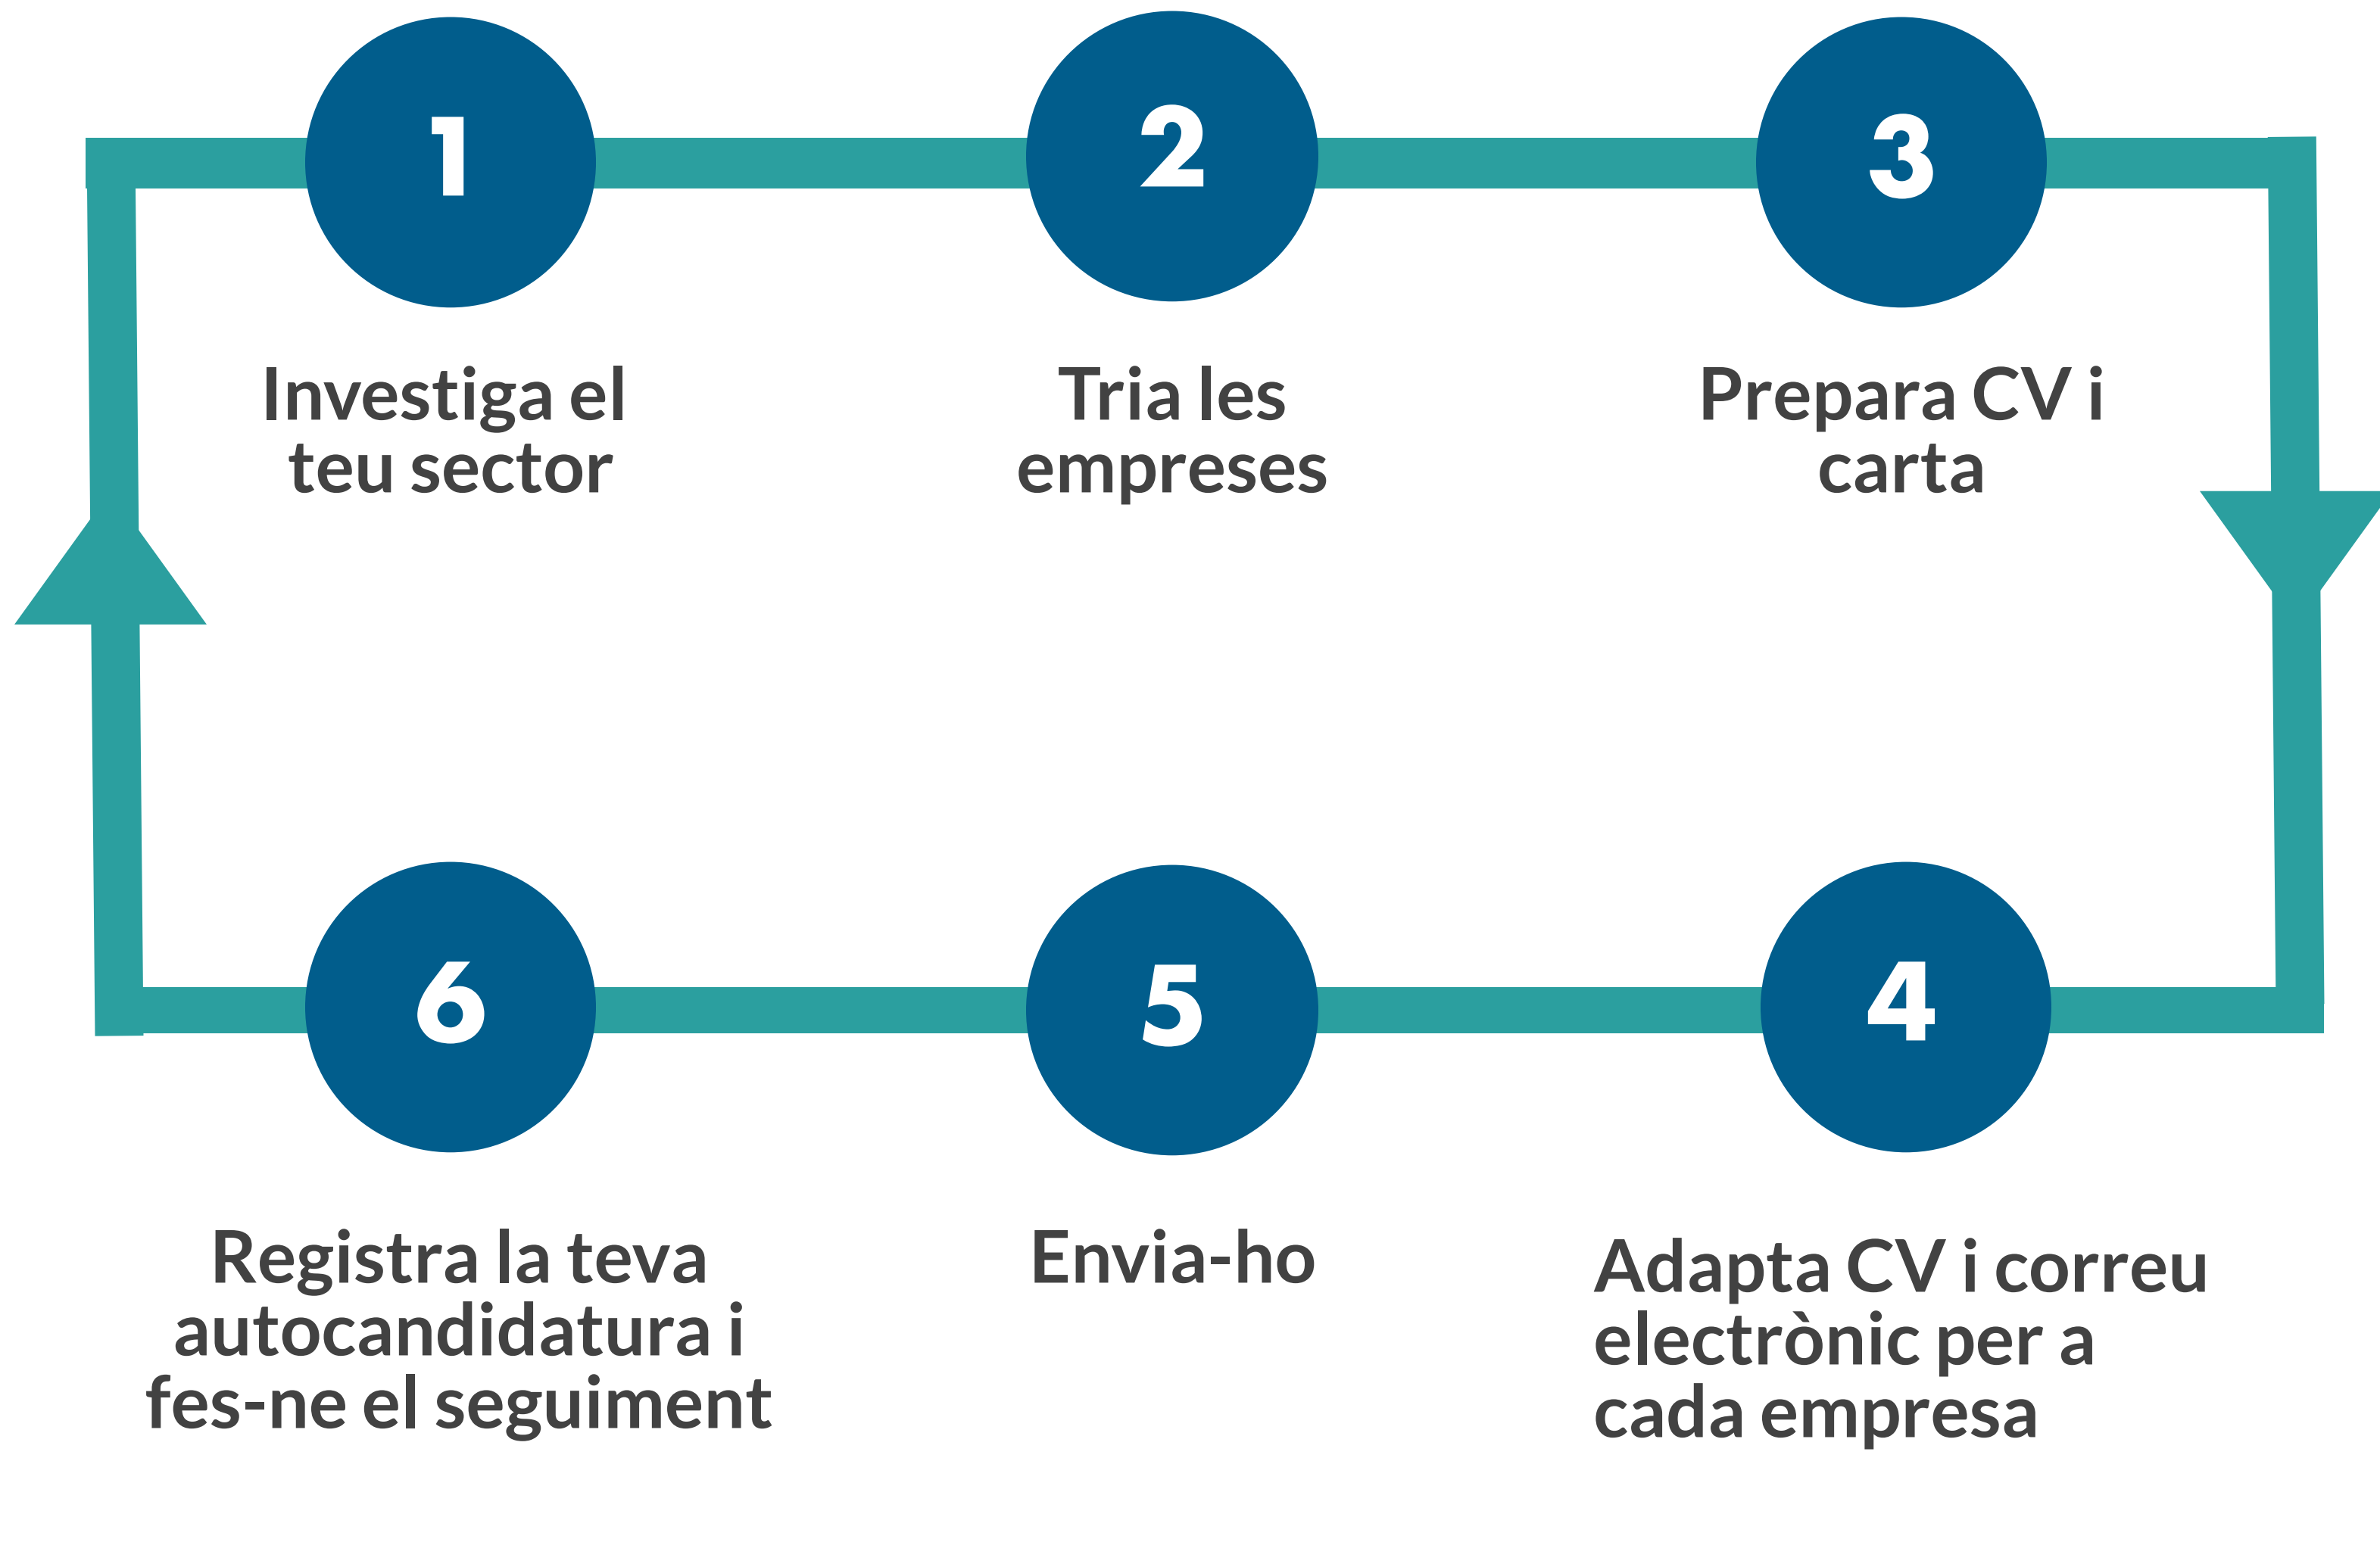 1
Investiga el
teu sector
2
Tria les
empreses
3
Prepara CV i
carta
4
Adapta CV i correu
electrònic per a
cada empresa
5
Envia-ho
6
Registra la teva
autocandidatura i
fes-ne el seguiment